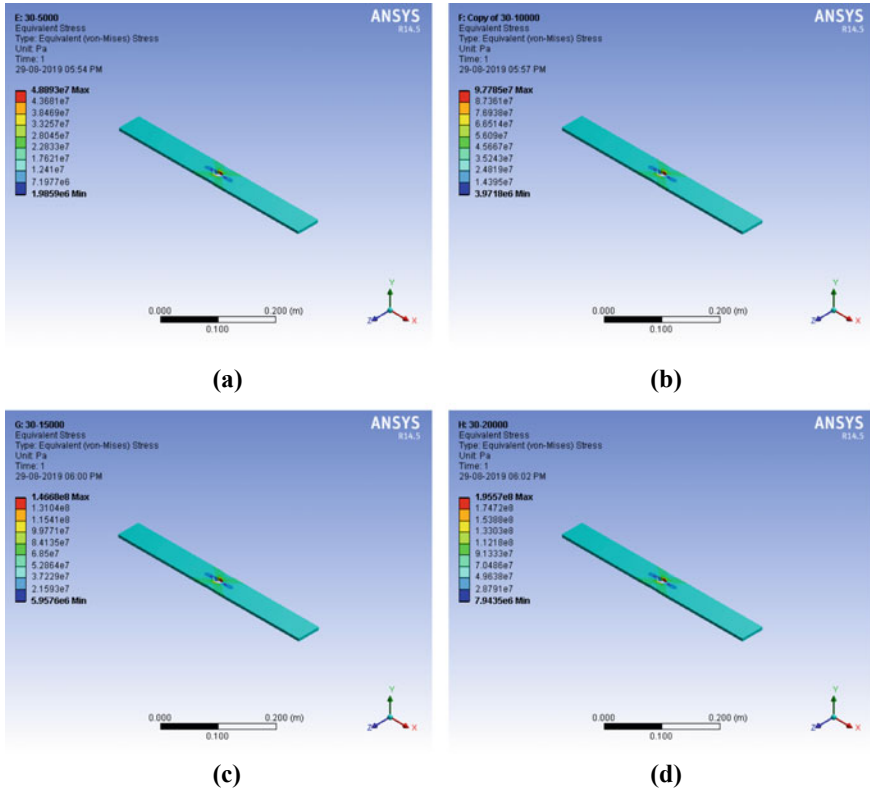 E: 30-5000
Equivalent Stress
Type: Equivalent (von-Mises) Stress
Unit: Pa
Time: 1
29-08-2019 05:54 PM
ANSYS
R14.5
4.8893e7 Max
4.3681e7
3.8469e7
3.3257e7
2.8045e7
2.2833e7
1.7621e7
1.241e7
7.1977e6
1.9859e6 Min
Y
Z
X
0.000
0.200 (m)
0.100
(a)
F: Copy of 30-10000
Equivalent Stress
Type: Equivalent (von-Mises) Stress
Unit: Pa
Time: 1
29-08-2019 05:57 PM
ANSYS
R14.5
9.7785e7 Max
8.7361e7
7.6938e7
6.6514e7
5.609e7
4.5667e7
3.5243e7
2.4819e7
1.4395e7
3.9718e6 Min
Y
Z
X
0.000
0.200 (m)
0.100
(b)
G: 30-15000
Equivalent Stress
Type: Equivalent (von-Mises) Stress
Unit: Pa
Time: 1
29-08-2019 06:00 PM
ANSYS
R14.5
1.4668e8 Max
1.3104e8
1.1541e8
9.9771e7
8.4135e7
6.85e7
5.2864e7
3.7229e7
2.1593e7
5.9576e6 Min
Y
Z
X
0.000
0.200 (m)
0.100
(c)
H: 30-20000
Equivalent Stress
Type: Equivalent (von-Mises) Stress
Unit: Pa
Time: 1
29-08-2019 06:02 PM
ANSYS
R14.5
1.9557e8 Max
1.7472e8
1.5388e8
1.3303e8
1.1218e8
9.1333e7
7.0486e7
4.9638e7
2.8791e7
7.9435e6 Min
Y
Z
X
0.000
0.200 (m)
0.100
(d)